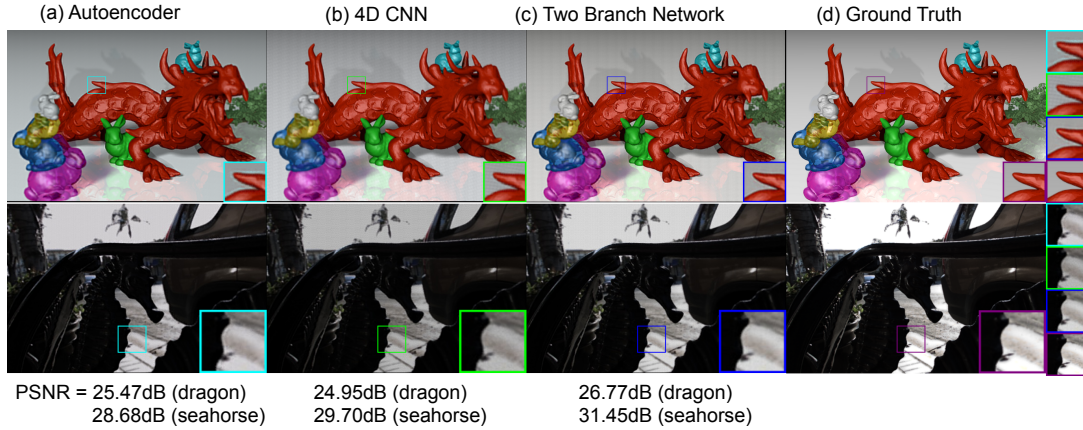 (a) Autoencoder
(b) 4D CNN
(c) Two Branch Network
(d) Ground Truth
PSNR = 25.47dB (dragon)
28.68dB (seahorse)
24.95dB (dragon)
29.70dB (seahorse)
26.77dB (dragon)
31.45dB (seahorse)